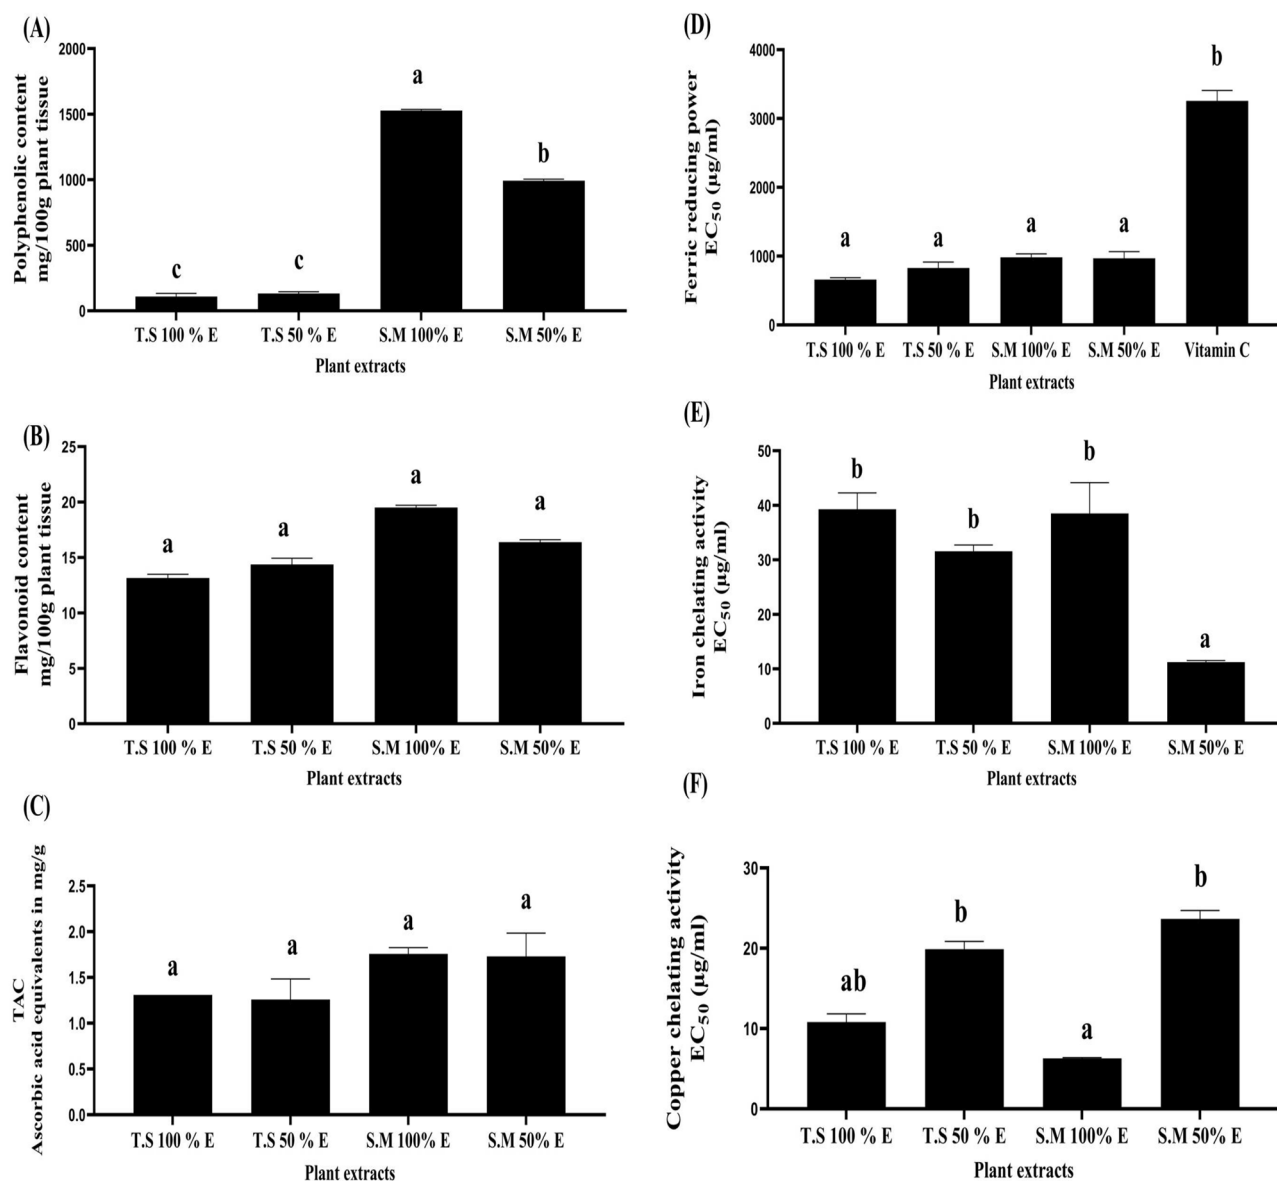 (A)
Polyphenolic content
mg/100g plant tissue
2000
1500
1000
500
0
c
c
a
b
T.S 100 % E
T.S 50 % E
S.M 100% E
S.M 50% E
Plant extracts
(B)
Flavonoid content
mg/100g plant tissue
25
20
15
10
5
0
a
a
a
a
T.S 100 % E
T.S 50 % E
S.M 100% E
S.M 50% E
Plant extracts
(C)
TAC
Ascorbic acid equivalents in mg/g
2.5
2.0
1.5
1.0
0.5
0.0
a
a
a
a
T.S 100 % E
T.S 50 % E
S.M 100% E
S.M 50% E
Plant extracts
(D)
Ferric reducing power
EC50 (µg/ml)
4000
3000
2000
1000
0
a
a
a
a
b
T.S 100 % E
T.S 50 % E
S.M 100% E
S.M 50% E
Vitamin C
Plant extracts
(E)
Iron chelating activity
EC50 (µg/ml)
50
40
30
20
10
0
b
b
b
a
T.S 100 % E
T.S 50 % E
S.M 100% E
S.M 50% E
Plant extracts
(F)
Copper chelating activity
EC50 (µg/ml)
30
20
10
0
ab
b
a
b
T.S 100 % E
T.S 50 % E
S.M 100% E
S.M 50% E
Plant extracts